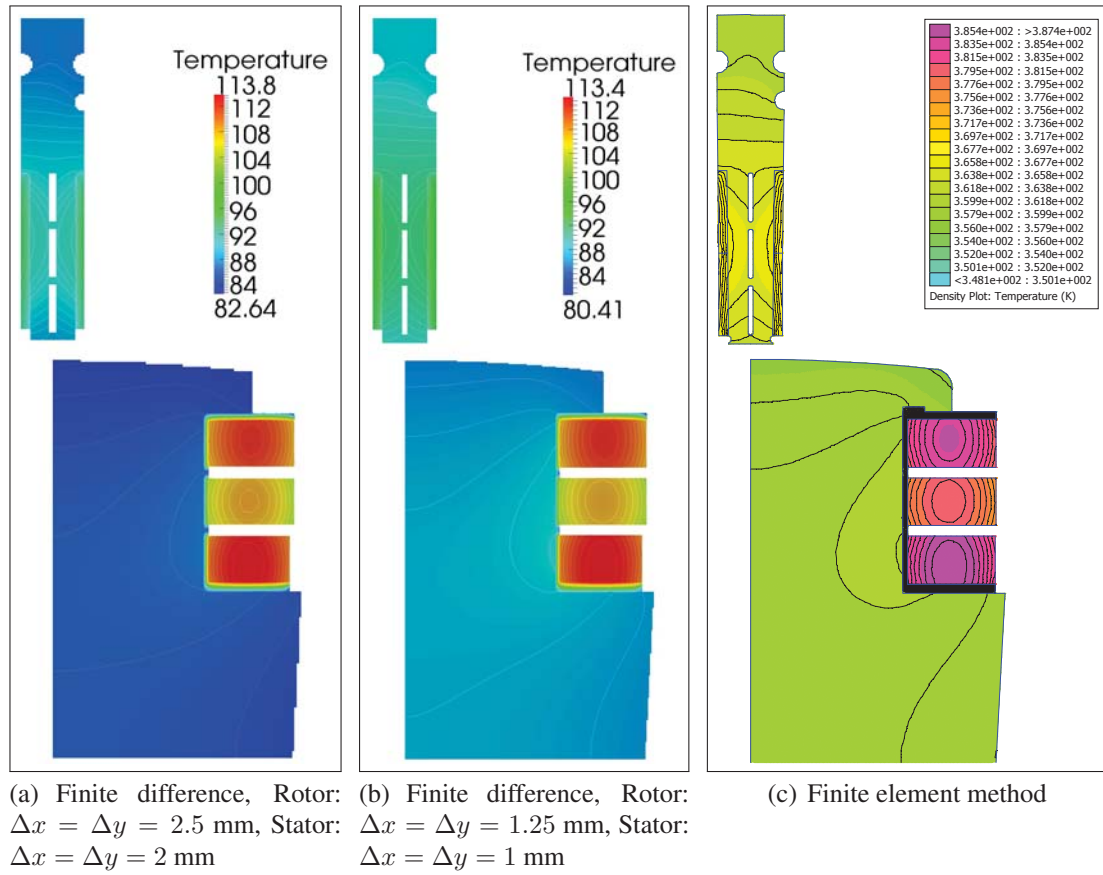 Temperature
113.8
112
108
104
100
96
92
88
84
82.64
Temperature
113.4
112
108
104
100
96
92
88
84
80.41
3.854e+002 : >3.874e+002
3.835e+002 : 3.854e+002
3.815e+002 : 3.835e+002
3.795e+002 : 3.815e+002
3.776e+002 : 3.795e+002
3.756e+002 : 3.776e+002
3.736e+002 : 3.756e+002
3.717e+002 : 3.736e+002
3.697e+002 : 3.717e+002
3.677e+002 : 3.697e+002
3.658e+002 : 3.677e+002
3.638e+002 : 3.658e+002
3.618e+002 : 3.638e+002
3.599e+002 : 3.618e+002
3.579e+002 : 3.599e+002
3.560e+002 : 3.579e+002
3.540e+002 : 3.560e+002
3.520e+002 : 3.540e+002
3.501e+002 : 3.520e+002
<3.481e+002 : 3.501e+002
Density Plot: Temperature (K)
(a) Finite difference, Rotor:
Δx = Δy = 2.5 mm, Stator:
Δx = Δy = 2 mm
(b) Finite difference, Rotor:
Δx = Δy = 1.25 mm, Stator:
Δx = Δy = 1 mm
(c) Finite element method